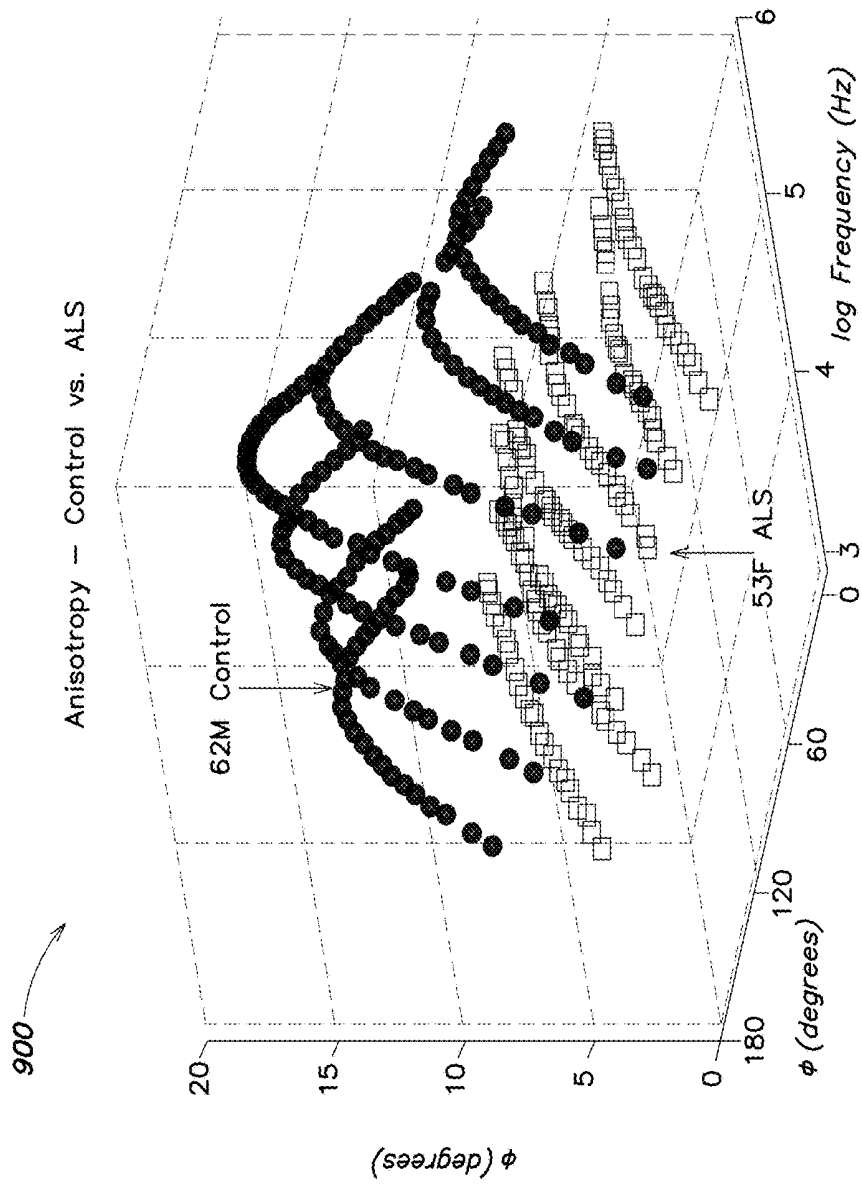 900
Anisotropy – Control vs. ALS
62M Control
53F ALS
20
15
10
5
0
ϕ (degrees)
180
120
60
0
ϕ (degrees)
3
4
5
6
log Frequency (Hz)